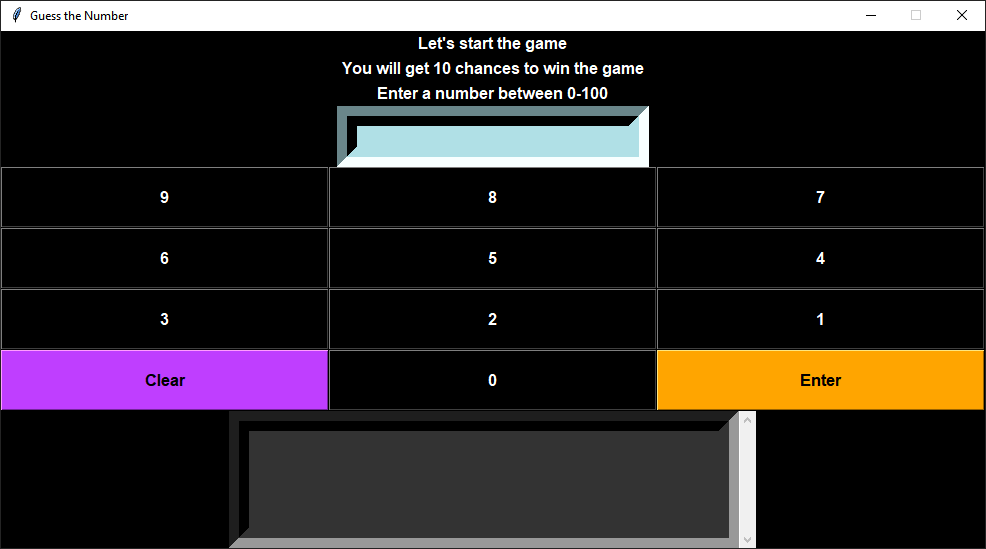 Guess the Number
Let's start the game
You will get 10 chances to win the game
Enter a number between 0-100
9 8 7
6 5 4
3 2 1
Clear 0 Enter